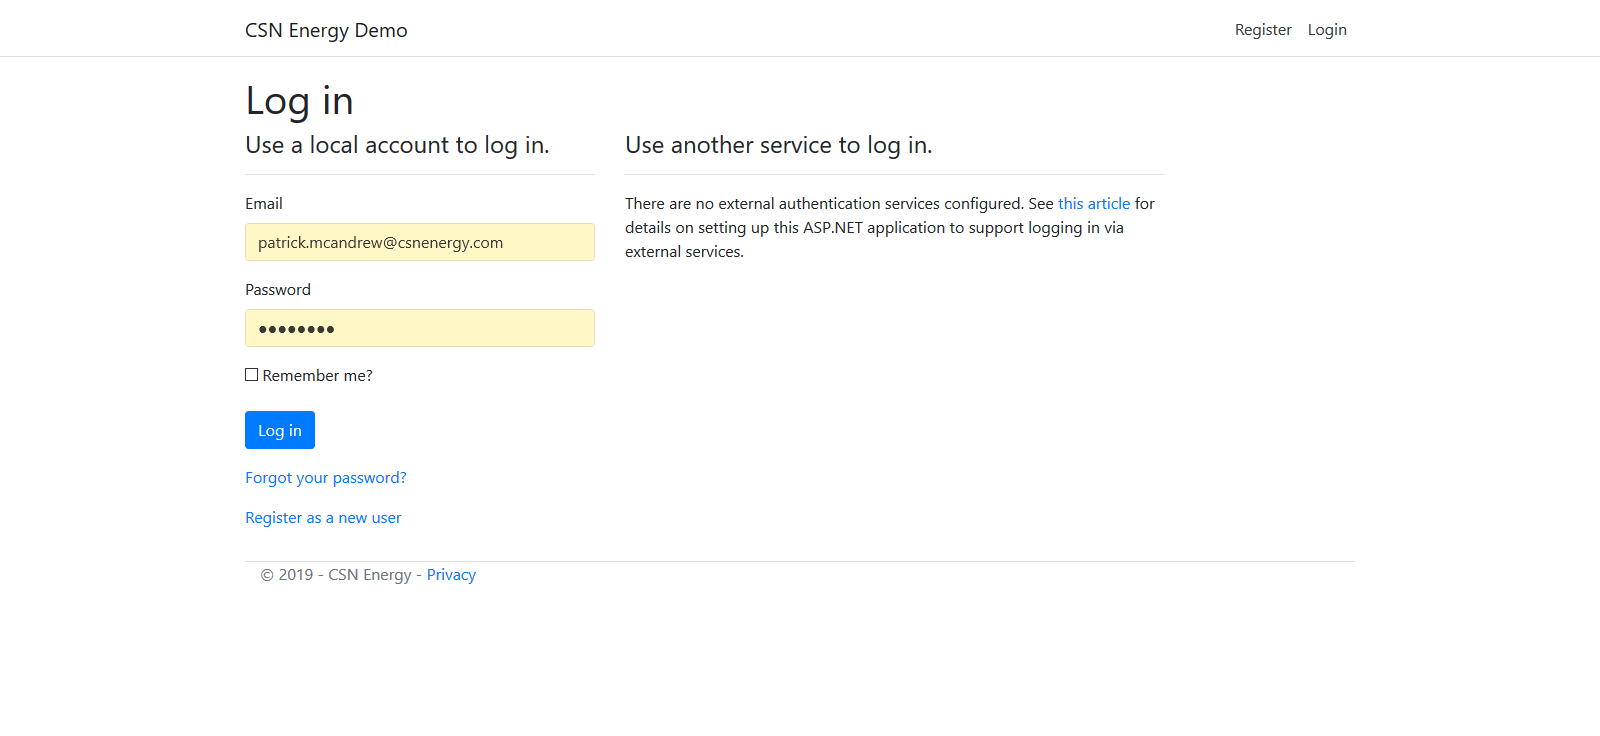 CSN Energy Demo
Register Login
Log in
Use a local account to log in.
Email
patrick.mcandrew@csnenergy.com
Password
●●●●●●●●
Remember me?
Log in
Forgot your password?
Register as a new user
Use another service to log in.
There are no external authentication services configured. See this article for
details on setting up this ASP.NET application to support logging in via
external services.
© 2019 - CSN Energy - Privacy